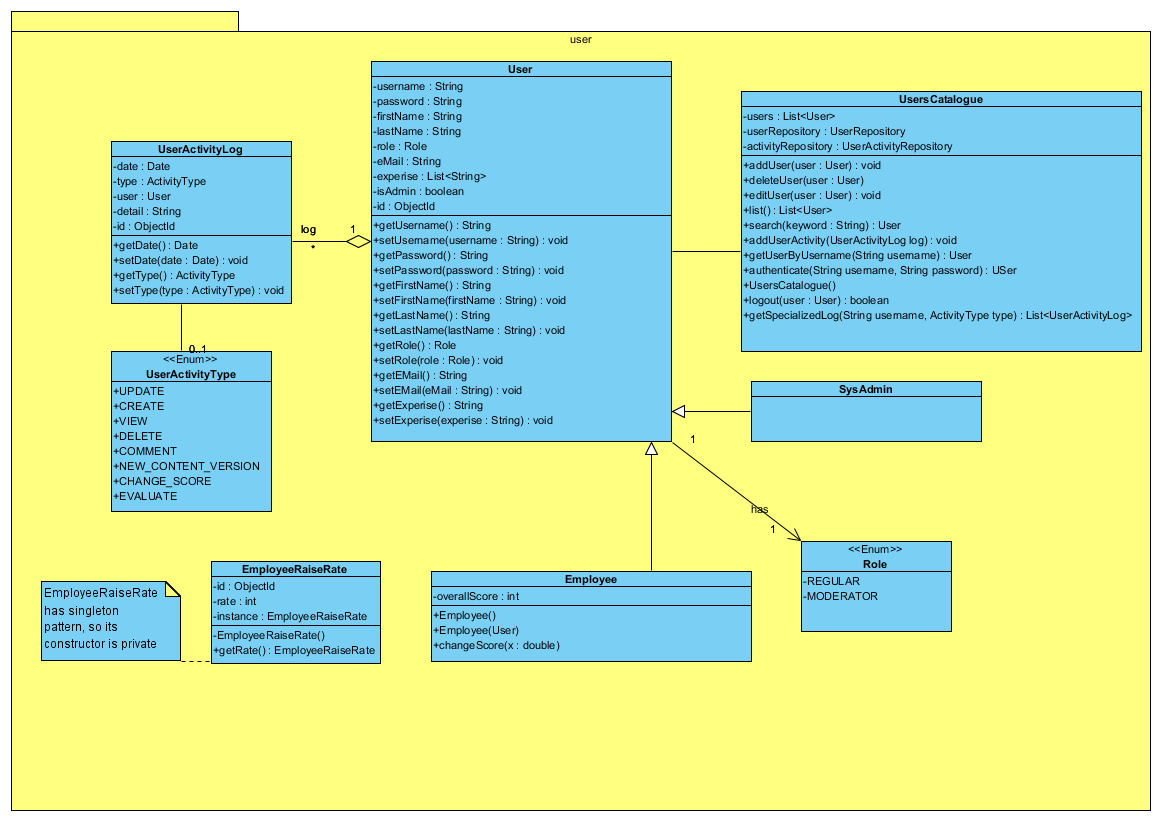 user
User
-username : String
-password : String
-firstName : String
-lastName : String
-role : Role
-eMail : String
-experise : List<String>
-isAdmin : boolean
-id : ObjectId
+getUsername() : String
+setUsername(username : String) : void
+getPassword() : String
+setPassword(password : String) : void
+getFirstName() : String
+setFirstName(firstName : String) : void
+getLastName() : String
+setLastName(lastName : String) : void
+getRole() : Role
+setRole(role : Role) : void
+getEMail() : String
+setEMail(eMail : String) : void
+getExperise() : String
+setExperise(experise : String) : void
UsersCatalogue
-users : List<User>
-userRepository : UserRepository
-activityRepository : UserActivityRepository
+addUser(user : User) : void
+deleteUser(user : User)
+editUser(user : User) : void
+list() : List<User>
+search(keyword : String) : User
+addUserActivity(UserActivityLog log) : void
+getUserByUsername(String username) : User
+authenticate(String username, String password) : USer
+UsersCatalogue()
+logout(user : User) : boolean
+getSpecializedLog(String username, ActivityType type) : List<UserActivityLog>
UserActivityLog
-date : Date
-type : ActivityType
-user : User
-detail : String
-id : ObjectId
+getDate() : Date
+setDate(date : Date) : void
+getType() : ActivityType
+setType(type : ActivityType) : void
log
*
1
0..1
<<Enum>>
UserActivityType
+UPDATE
+CREATE
+VIEW
+DELETE
+COMMENT
+NEW_CONTENT_VERSION
+CHANGE_SCORE
+EVALUATE
SysAdmin
1
has
1
<<Enum>>
Role
-REGULAR
-MODERATOR
EmployeeRaiseRate
has singleton
pattern, so its
constructor is private
EmployeeRaiseRate
-id : ObjectId
-rate : int
-instance : EmployeeRaiseRate
-EmployeeRaiseRate()
+getRate() : EmployeeRaiseRate
Employee
-overallScore : int
+Employee()
+Employee(User)
+changeScore(x : double)